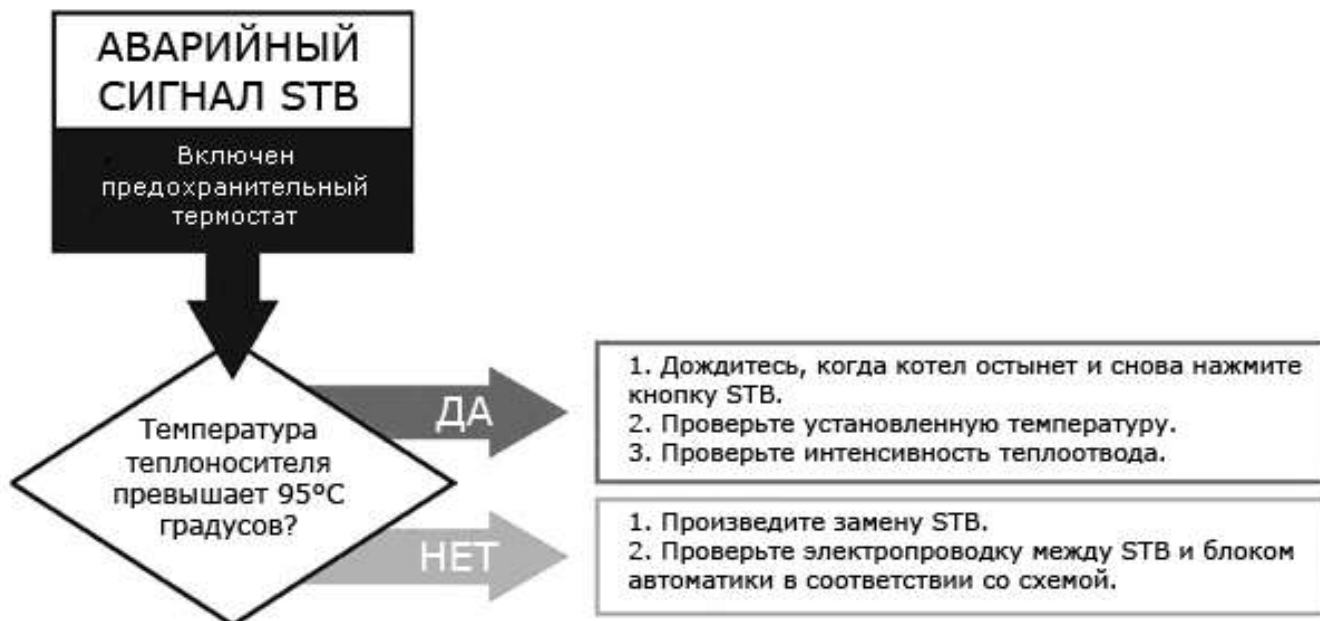 АВАРИЙНЫЙ
СИГНАЛ STB
Включен
предохранительный
термостат
Температура
теплоносителя
превышает 95°C
градусов?
ДА
1. Дождитесь, когда котел остынет и снова нажмите
кнопку STB.
2. Проверьте установленную температуру.
3. Проверьте интенсивность теплоотвода.
НЕТ
1. Произведите замену STB.
2. Проверьте электропроводку между STB и блоком
автоматики в соответствии со схемой.